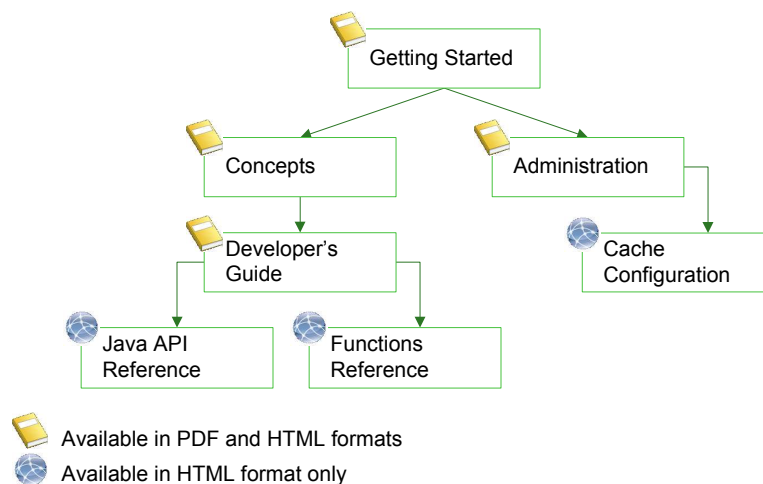 Getting Started
Concepts
Administration
Developer's
Guide
Cache
Configuration
Java API
Reference
Functions
Reference
Available in PDF and HTML formats
Available in HTML format only